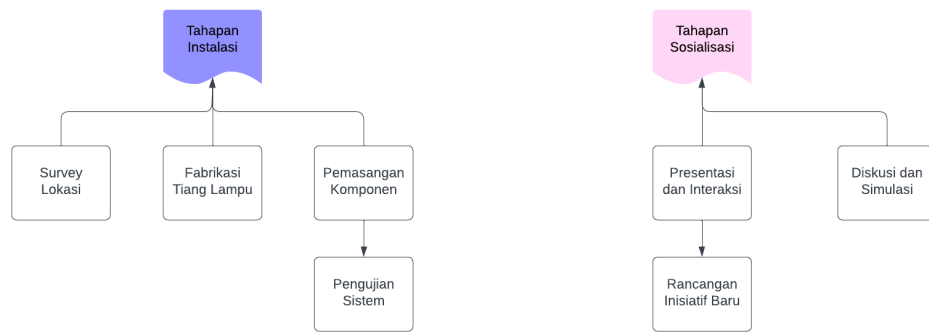 Tahapan
Instalasi
Tahapan
Sosialisasi
Survey
Lokasi
Fabrikasi
Tiang Lampu
Pemasangan
Komponen
Presentasi
dan Interaksi
Diskusi dan
Simulasi
Pengujian
Sistem
Rancangan
Inisiatif Baru